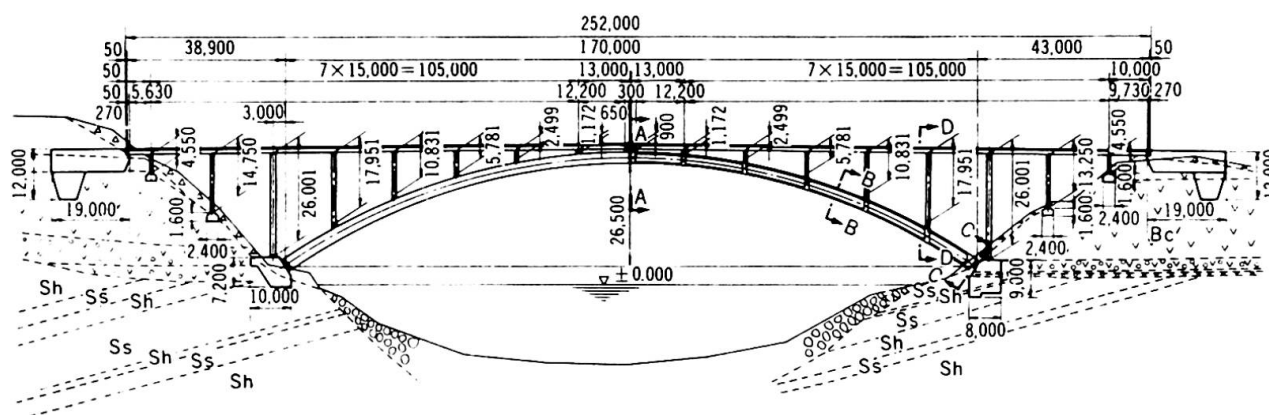 252,000
50 38,900 170,000 43,000 50
50 7×15,000=105,000 13,000 13,000 7×15,000=105,000 10,000
50 5,630 12,200 300 12,200 9,730 270
270 3,000 650 A 900 D
4,550 14,750 26,001 17,951 10,831 5,781 2,499 1,172 1,172 2,499 5,781 10,831 17,951 26,001 13,250 4,550
12,000 A B B 1,600
19,000 1,600 26,500 C 1,600 2,400 19,000
2,400 D 2,400 Bc
7,200 ±0.000 C 9,000
10,000 8,000
Sh Ss Sh Ss Sh
Ss Sh Ss Sh Ss Sh
Sh